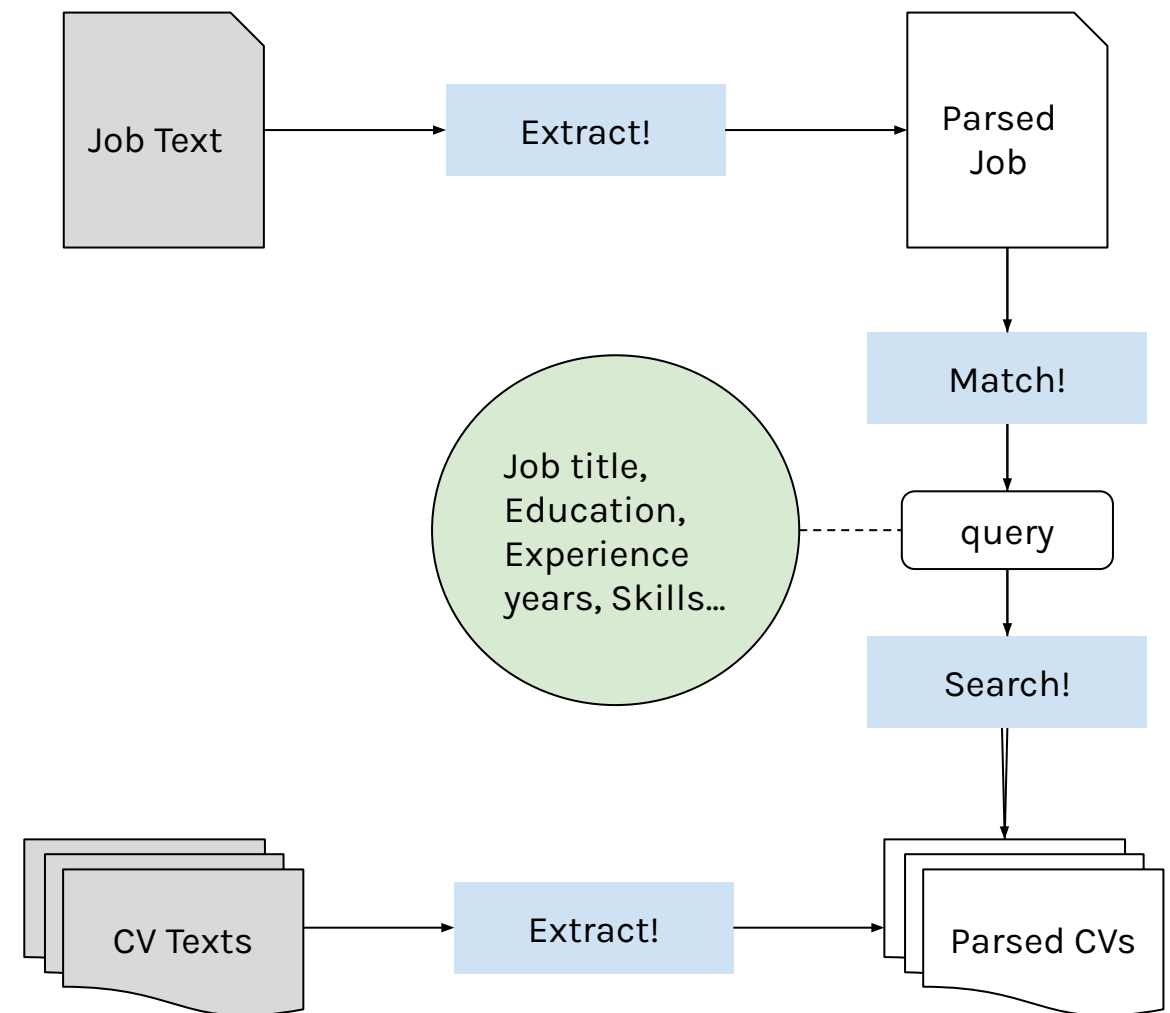 Job Text
Extract!
Parsed
Job
Match!
Job title,
Education,
Experience
years, Skills…
query
Search!
CV Texts
Extract!
Parsed CVs